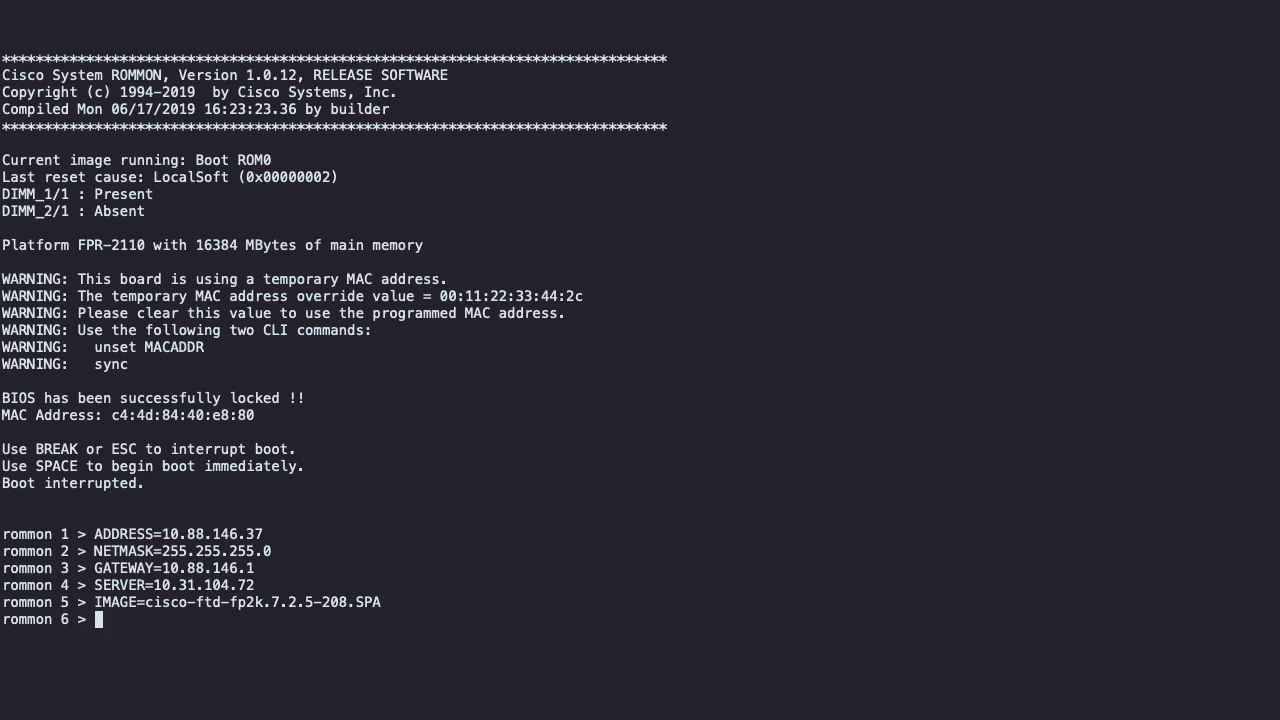 *******************************************************************************
Cisco System ROMMON, Version 1.0.12, RELEASE SOFTWARE
Copyright (c) 1994-2019  by Cisco Systems, Inc.
Compiled Mon 06/17/2019 16:23:23.36 by builder
*******************************************************************************
Current image running: Boot ROM0
Last reset cause: LocalSoft (0x00000002)
DIMM_1/1 : Present
DIMM_2/1 : Absent
Platform FPR-2110 with 16384 MBytes of main memory
WARNING: This board is using a temporary MAC address.
WARNING: The temporary MAC address override value = 00:11:22:33:44:2c
WARNING: Please clear this value to use the programmed MAC address.
WARNING: Use the following two CLI commands:
WARNING:   unset MACADDR
WARNING:   sync
BIOS has been successfully locked !!
MAC Address: c4:4d:84:40:e8:80
Use BREAK or ESC to interrupt boot.
Use SPACE to begin boot immediately.
Boot interrupted.
rommon 1 > ADDRESS=10.88.146.37
rommon 2 > NETMASK=255.255.255.0
rommon 3 > GATEWAY=10.88.146.1
rommon 4 > SERVER=10.31.104.72
rommon 5 > IMAGE=cisco-ftd-fp2k.7.2.5-208.SPA
rommon 6 >